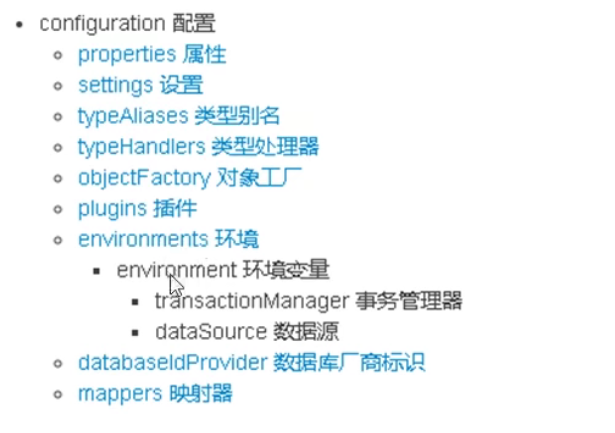 configuration 配置
properties 属性
settings 设置
typeAliases 类型别名
typeHandlers 类型处理器
objectFactory 对象工厂
plugins 插件
environments 环境
environment 环境变量
transactionManager 事务管理器
dataSource 数据源
databaseIdProvider 数据库厂商标识
mappers 映射器